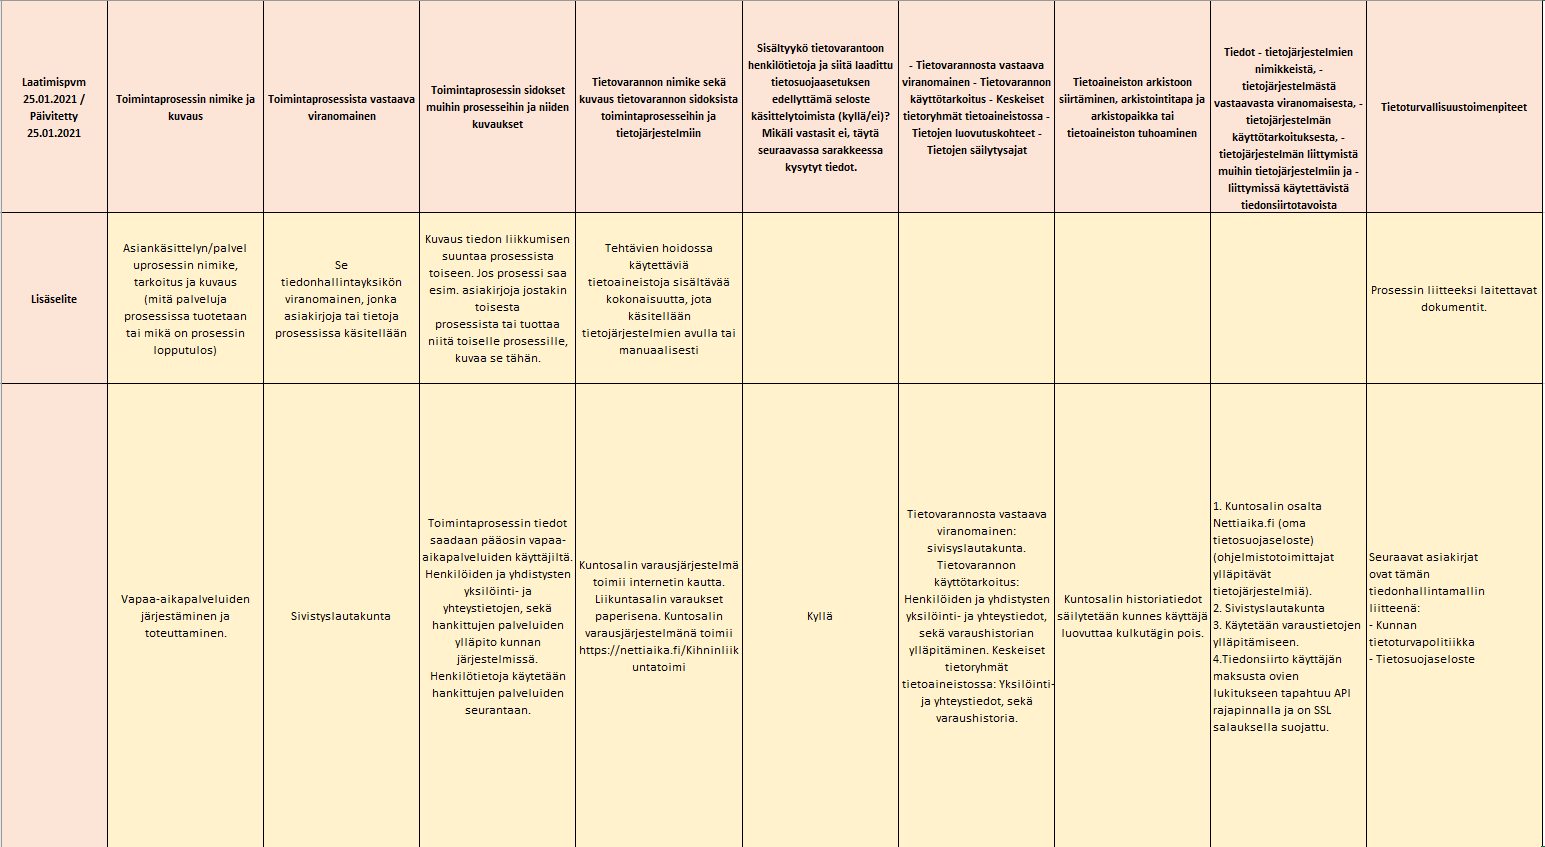 Laatimispvm
25.01.2021 /
Päivitetty
25.01.2021
Toimintaprosessin nimike ja
kuvaus
Toimintaprosessista vastaava
viranomainen
Toimintaprosessin sidokset
muihin prosesseihin ja niiden
kuvaukset
Tietovarannon nimike sekä
kuvaus tietovarannon sidoksista
toimintaprosesseihin ja
tietojärjestelmiin
Sisältyykö tietovarantoon
henkilötietoja ja siitä laadittu
tietosuojaasetuksen
edellyttämä seloste
käsittelytoimista (kyllä/ei)?
Mikäli vastasit ei, täytä
seuraavassa sarakkeessa
kysytyt tiedot.
- Tietovarannosta vastaava
viranomainen - Tietovarannon
käyttötarkoitus - Keskeiset
tietoryhmät tietoaineistossa -
Tietojen luovutuskohteet -
Tietojen säilytysajat
Tietoaineiston arkistoon
siirtäminen, arkistointitapa ja
arkistopaikka tai
tietoaineiston tuhoaminen
Tiedot - tietojärjestelmien
nimikkeistä, -
tietojärjestelmästä
vastaavasta viranomaisesta, -
tietojärjestelmän
käyttötarkoituksesta, -
tietojärjestelmän liittymistä
muihin tietojärjestelmiin ja -
liittymissä käytettävistä
tiedonsiirtotavoista
Tietoturvallisuustoimenpiteet
Lisäselite
Asiankäsittelyn/palvel
uprosessin nimike,
tarkoitus ja kuvaus
(mitä palveluja
prosessissa tuotetaan
tai mikä on prosessin
lopputulos)
Se
tiedonhallintayksikön
viranomainen, jonka
asiakirjoja tai tietoja
prosessissa käsitellään
Kuvaus tiedon liikkumisen
suuntaa prosessista
toiseen. Jos prosessi saa
esim. asiakirjoja jostakin
toisesta
prosessista tai tuottaa
niitä toiselle prosessille,
kuvaa se tähän.
Tehtävien hoidossa
käytettäviä
tietoaineistoja sisältävää
kokonaisuutta, jota
käsitellään
tietojärjestelmien avulla tai
manuaalisesti
Prosessin liitteeksi laitettavat
dokumentit.
Vapaa-aikapalveluiden
järjestäminen ja
toteuttaminen.
Sivistyslautakunta
Toimintaprosessin tiedot
saadaan pääosin vapaa-
aikapalveluiden käyttäjiltä.
Henkilöiden ja yhdistysten
yksilöinti- ja
yhteystietojen, sekä
hankittujen palveluiden
ylläpito kunnan
järjestelmissä.
Henkilötietoja käytetään
hankittujen palveluiden
seurantaan.
Kuntosalin varausjärjestelmä
toimii internetin kautta.
Liikuntasalin varaukset
paperisena. Kuntosalin
varausjärjestelmänä toimii
https://nettiaika.fi/Kihninliik
untatoimi
Kyllä
Tietovarannosta vastaava
viranomainen:
sivisyslautakunta.
Tietovarannon
käyttötarkoitus:
Henkilöiden ja yhdistysten
yksilöinti- ja yhteystiedot,
sekä varaushistorian
ylläpitäminen. Keskeiset
tietoryhmät
tietoaineistossa: Yksilöinti-
ja yhteystiedot, sekä
varaushistoria.
Kuntosalin historiatiedot
säilytetään kunnes käyttäjä
luovuttaa kulkutägin pois.
1. Kuntosalin osalta
Nettiaika.fi (oma
tietosuojaseloste)
(ohjelmistotoimittajat
ylläpitävät
tietojärjestelmiä).
2. Sivistyslautakunta
3. Käytetään varaustietojen
ylläpitämiseen.
4.Tiedonsiirto käyttäjän
maksusta ovien
lukitukseen tapahtuu API
rajapinnalla ja on SSL
salauksella suojattu.
Seuraavat asiakirjat
ovat tämän
tiedonhallintamallin
liitteenä:
- Kunnan
tietoturvapolitiikka
- Tietosuojaseloste